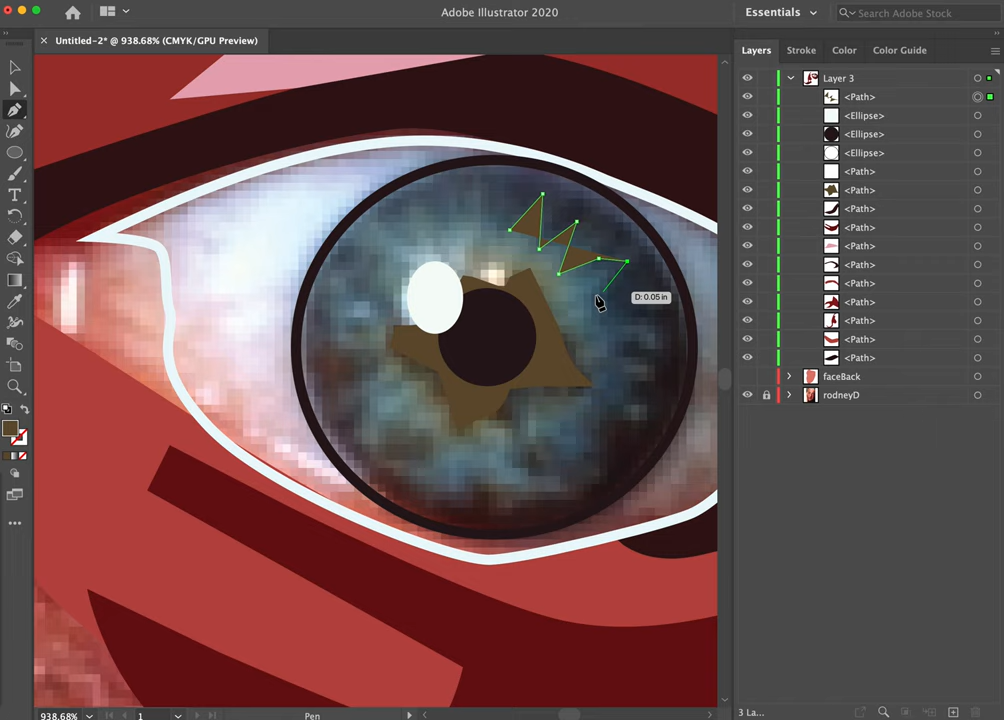 Adobe Illustrator 2020
Essentials
Search Adobe Stock
Untitled-2* @ 938.68% (CMYK/GPU Preview)
Layers
Stroke
Color
Color Guide
Layer 3
<Path>
<Ellipse>
<Ellipse>
<Ellipse>
<Path>
<Path>
<Path>
<Path>
<Path>
<Path>
<Path>
<Path>
<Path>
<Path>
<Path>
faceBack
rodneyD
D: 0.05 in
938.68%
1
Pen
3 La...